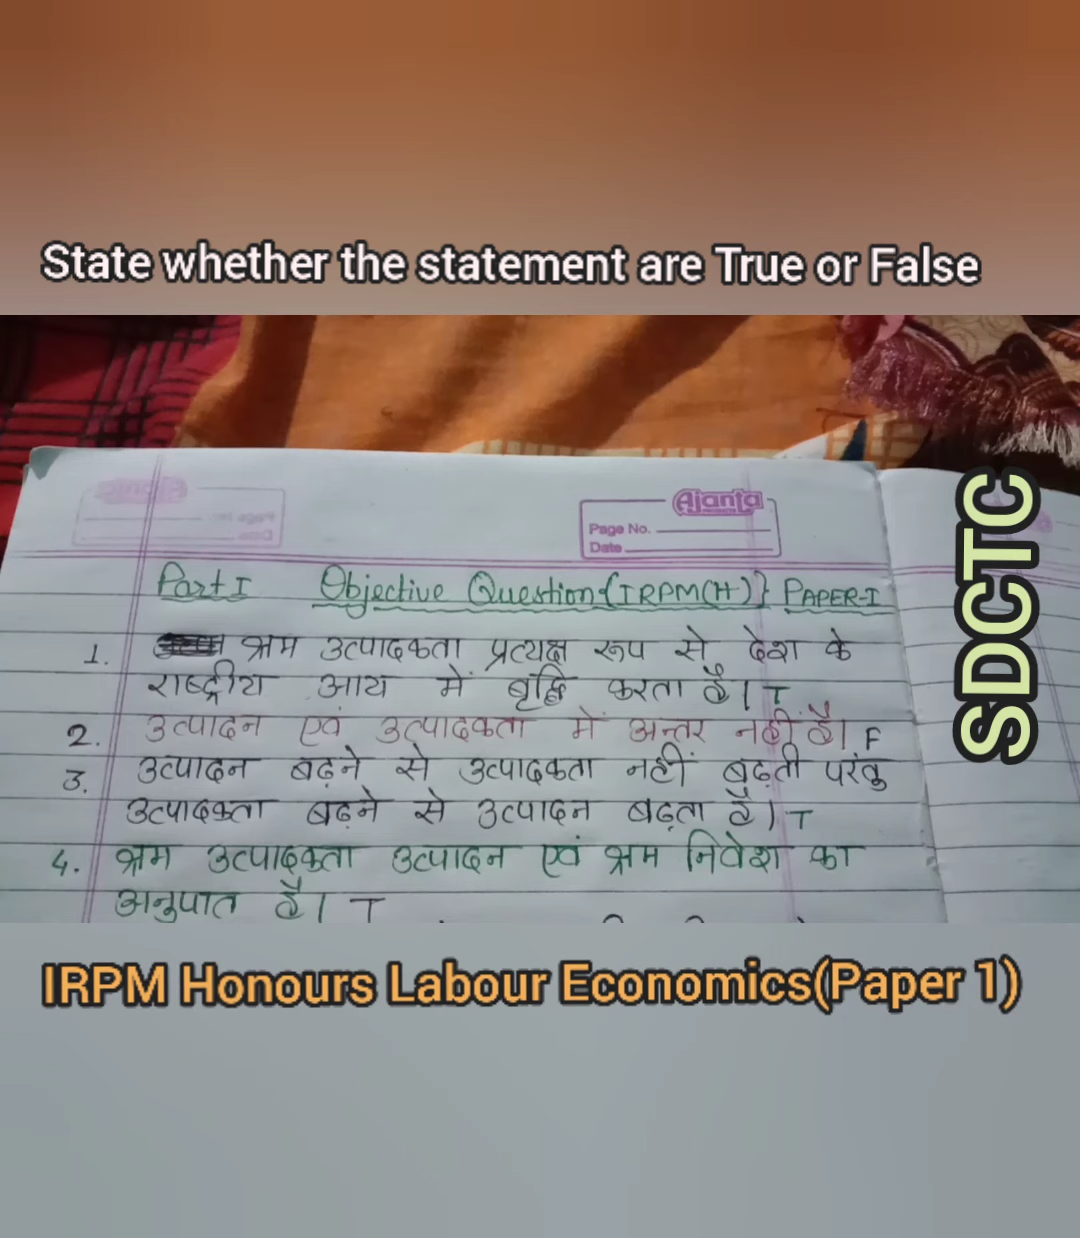 State whether the statement are True or False
Ajanta
Page No.
Date
Part I Objective Question {IRPM(H)} PAPER-I
1. श्रम उत्पादकता प्रत्यक्ष रूप से देश के
राष्ट्रीय आय में बृद्धि करता है। T
2. उत्पादन एवं उत्पादकता में अन्तर नहीं है। F
3. उत्पादन बढ़ने से उत्पादकता नहीं बढ़ती परंतु
उत्पादकता बढ़ने से उत्पादन बढ़ता है। T
4. श्रम उत्पादकता उत्पादन एवं श्रम निवेश का
अनुपात है। T
SDCTC
IRPM Honours Labour Economics(Paper 1)